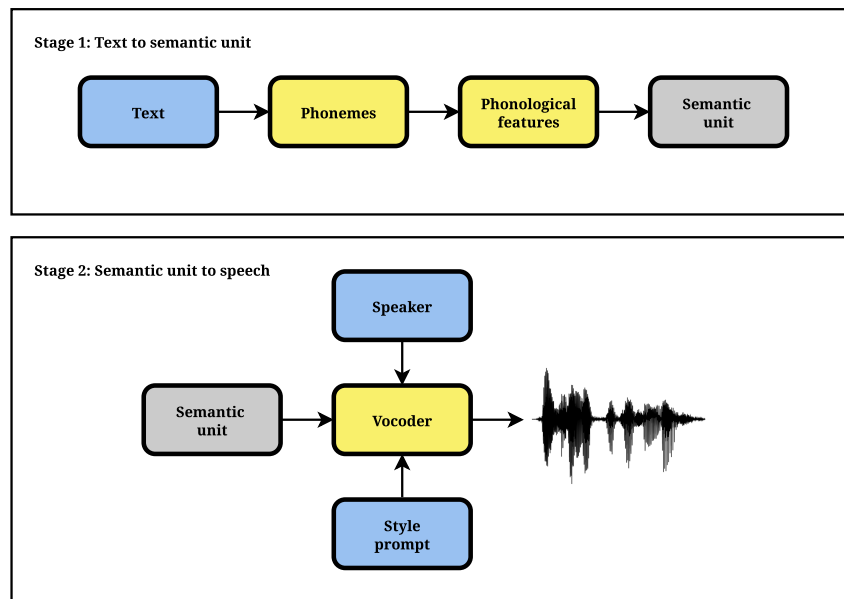 Stage 1: Text to semantic unit
Text
Phonemes
Phonological
features
Semantic
unit
Stage 2: Semantic unit to speech
Speaker
Semantic
unit
Vocoder
Style
prompt